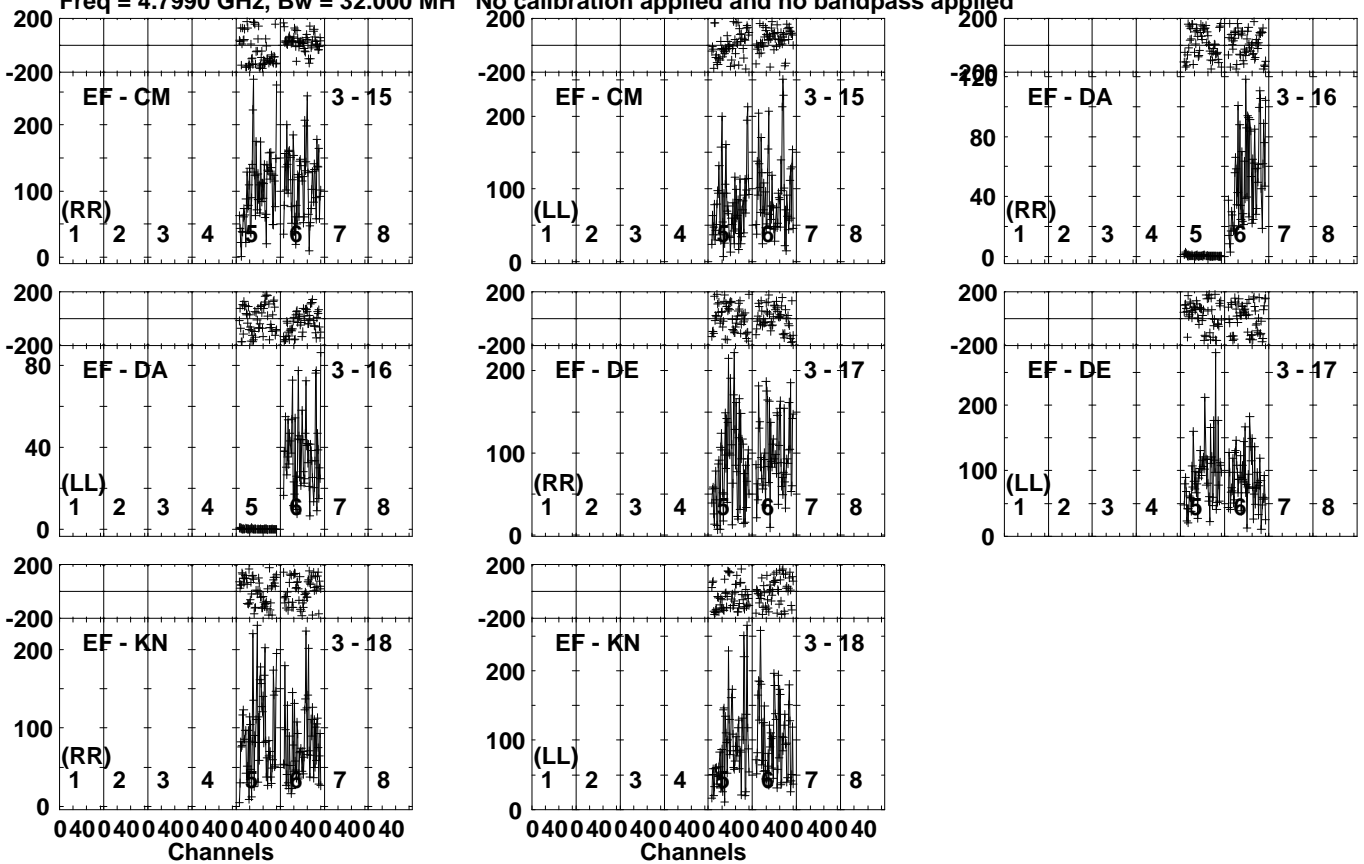 Freq = 4.7990 GHz, Bw = 32.000 MH No calibration applied and no bandpass applied
200
-200
EF - CM 3 - 15
200
100
(RR)
0
1 2 3 4 5 6 7 8
200
-200
EF - CM 3 - 15
200
100
(LL)
0
1 2 3 4 5 6 7 8
200
-200
120
EF - DA 3 - 16
80
40
(RR)
0
1 2 3 4 5 6 7 8
200
-200
80
EF - DA 3 - 16
40
(LL)
0
1 2 3 4 5 6 7 8
200
-200
EF - DE 3 - 17
200
100
(RR)
0
1 2 3 4 5 6 7 8
200
-200
EF - DE 3 - 17
200
100
(LL)
0
1 2 3 4 5 6 7 8
200
-200
EF - KN 3 - 18
200
100
(RR)
0
1 2 3 4 5 6 7 8
0 40 0 40 0 40 0 40 0 40 0 40 0 40 0 40
Channels
200
-200
EF - KN 3 - 18
200
100
(LL)
0
1 2 3 4 5 6 7 8
0 40 0 40 0 40 0 40 0 40 0 40 0 40 0 40
Channels